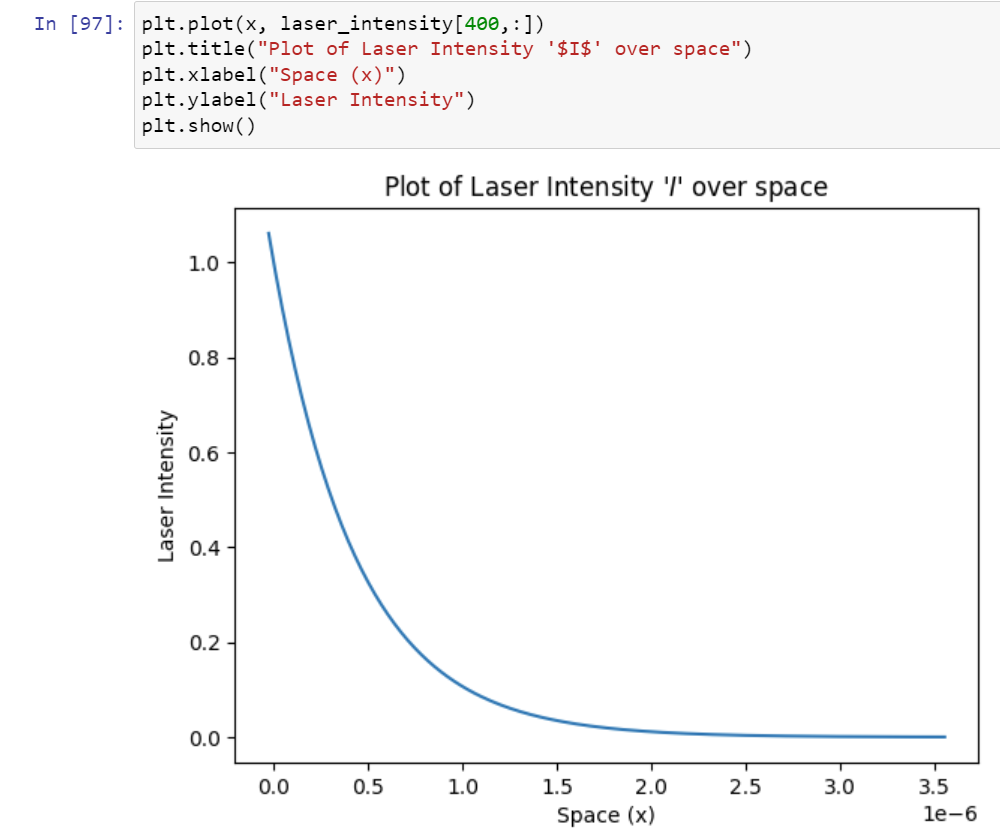 In [97]:
plt.plot(x, laser_intensity[400,:])
plt.title("Plot of Laser Intensity '$I$' over space")
plt.xlabel("Space (x)")
plt.ylabel("Laser Intensity")
plt.show()
Plot of Laser Intensity 'I' over space
Laser Intensity
1.0
0.8
0.6
0.4
0.2
0.0
0.0 0.5 1.0 1.5 2.0 2.5 3.0 3.5
1e−6
Space (x)